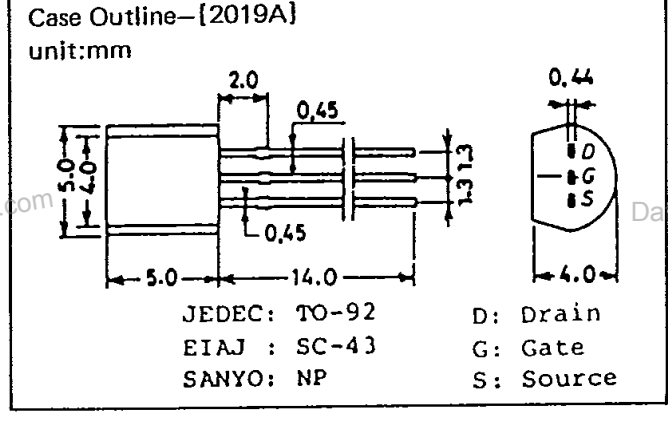 Case Outline–[2019A]
unit:mm
2.0
0.44
0,45
5.0
4.0
1.3
1.3
D
G
S
.com
Da
0.45
5.0
14.0
4.0
JEDEC: TO-92
D: Drain
EIAJ : SC-43
G: Gate
SANYO: NP
S: Source